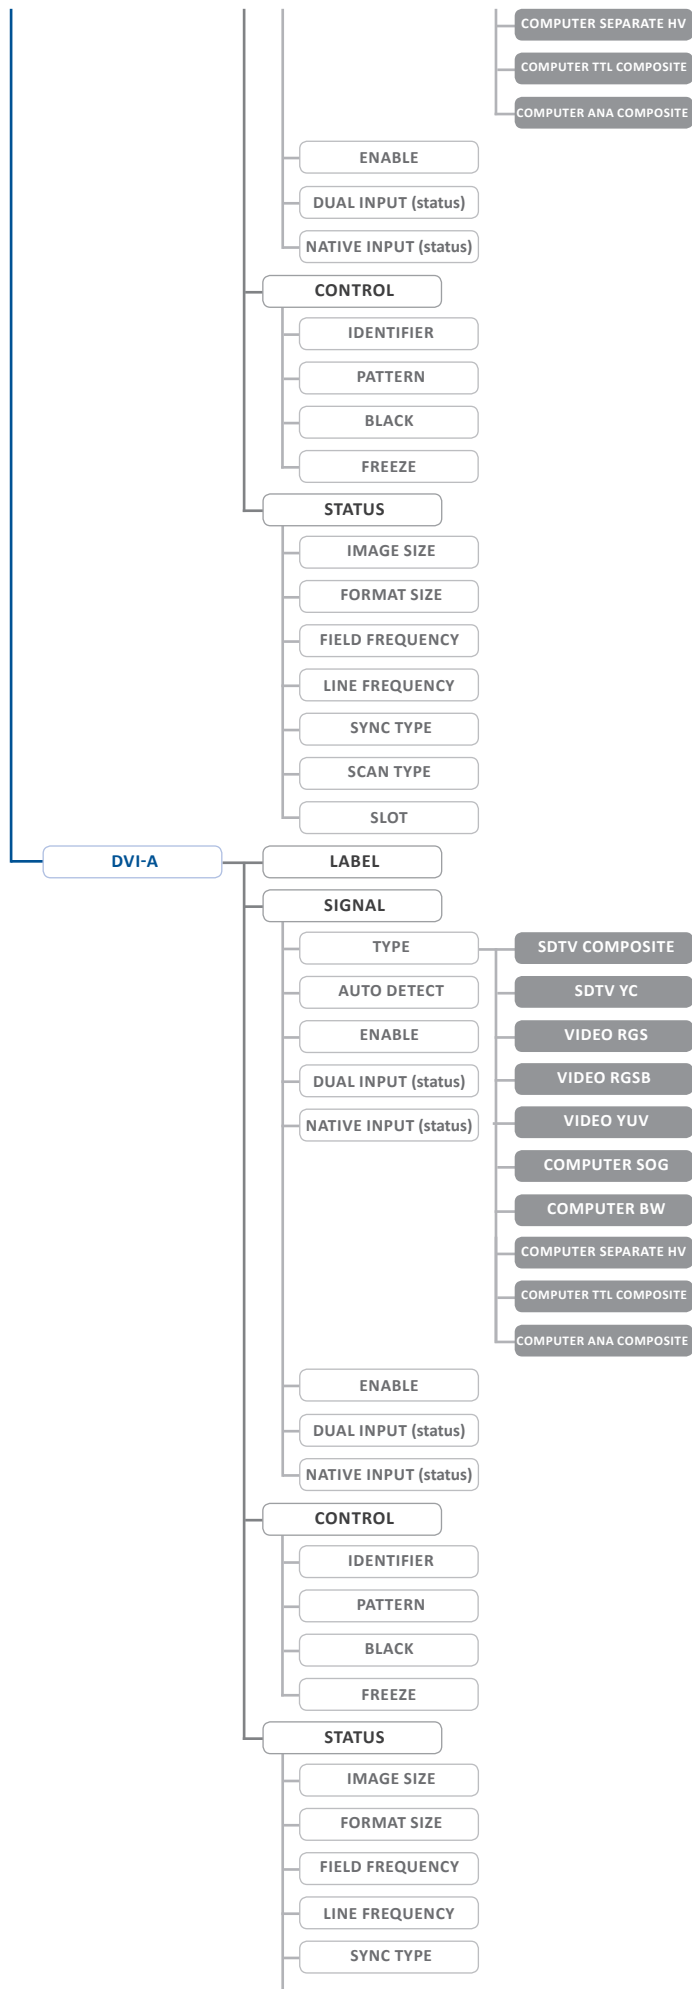 COMPUTER SEPARATE HV
COMPUTER TTL COMPOSITE
COMPUTER ANA COMPOSITE
ENABLE
DUAL INPUT (status)
NATIVE INPUT (status)
CONTROL
IDENTIFIER
PATTERN
BLACK
FREEZE
STATUS
IMAGE SIZE
FORMAT SIZE
FIELD FREQUENCY
LINE FREQUENCY
SYNC TYPE
SCAN TYPE
SLOT
DVI-A
LABEL
SIGNAL
TYPE
SDTV COMPOSITE
AUTO DETECT
SDTV YC
ENABLE
VIDEO RGS
DUAL INPUT (status)
VIDEO RGSB
NATIVE INPUT (status)
VIDEO YUV
COMPUTER SOG
COMPUTER BW
COMPUTER SEPARATE HV
COMPUTER TTL COMPOSITE
COMPUTER ANA COMPOSITE
ENABLE
DUAL INPUT (status)
NATIVE INPUT (status)
CONTROL
IDENTIFIER
PATTERN
BLACK
FREEZE
STATUS
IMAGE SIZE
FORMAT SIZE
FIELD FREQUENCY
LINE FREQUENCY
SYNC TYPE